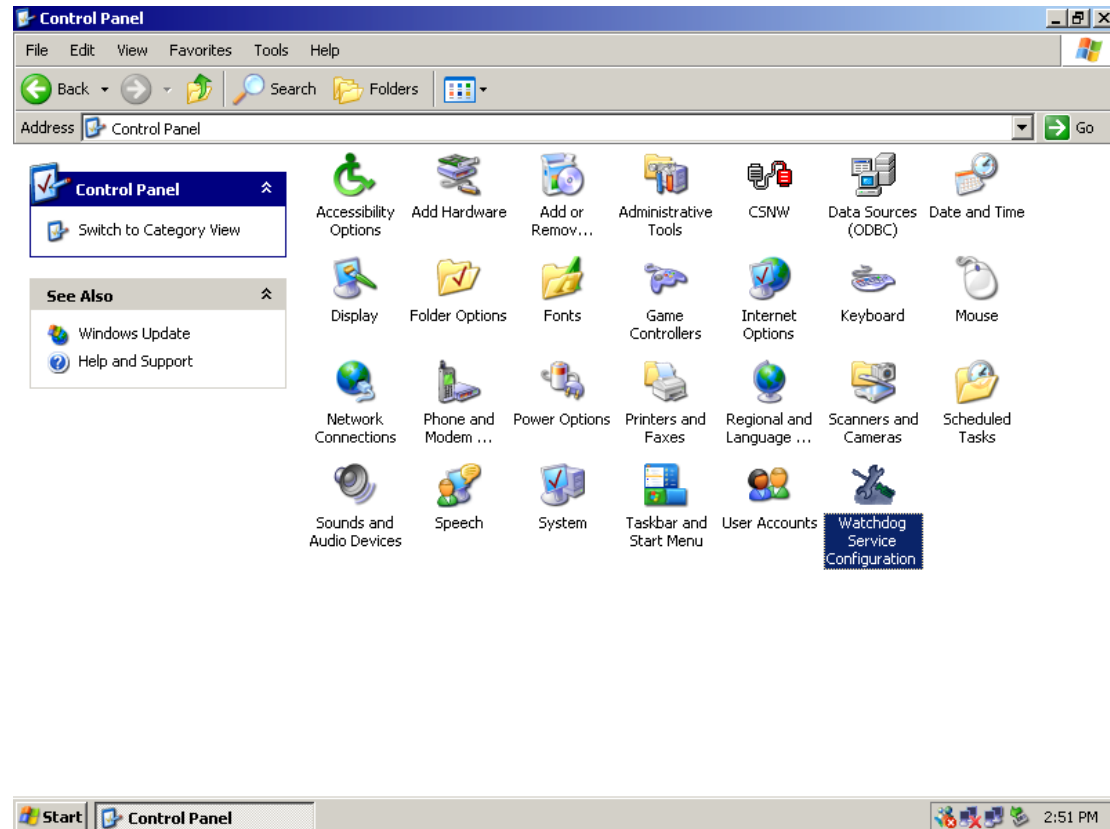 Control Panel
File Edit View Favorites Tools Help
Back Search Folders
Address Control Panel Go
Control Panel
Switch to Category View
See Also
Windows Update
Help and Support
Accessibility Options
Add Hardware
Add or Remov...
Administrative Tools
CSNW
Data Sources (ODBC)
Date and Time
Display
Folder Options
Fonts
Game Controllers
Internet Options
Keyboard
Mouse
Network Connections
Phone and Modem ...
Power Options
Printers and Faxes
Regional and Language ...
Scanners and Cameras
Scheduled Tasks
Sounds and Audio Devices
Speech
System
Taskbar and Start Menu
User Accounts
Watchdog Service Configuration
Start Control Panel 2:51 PM